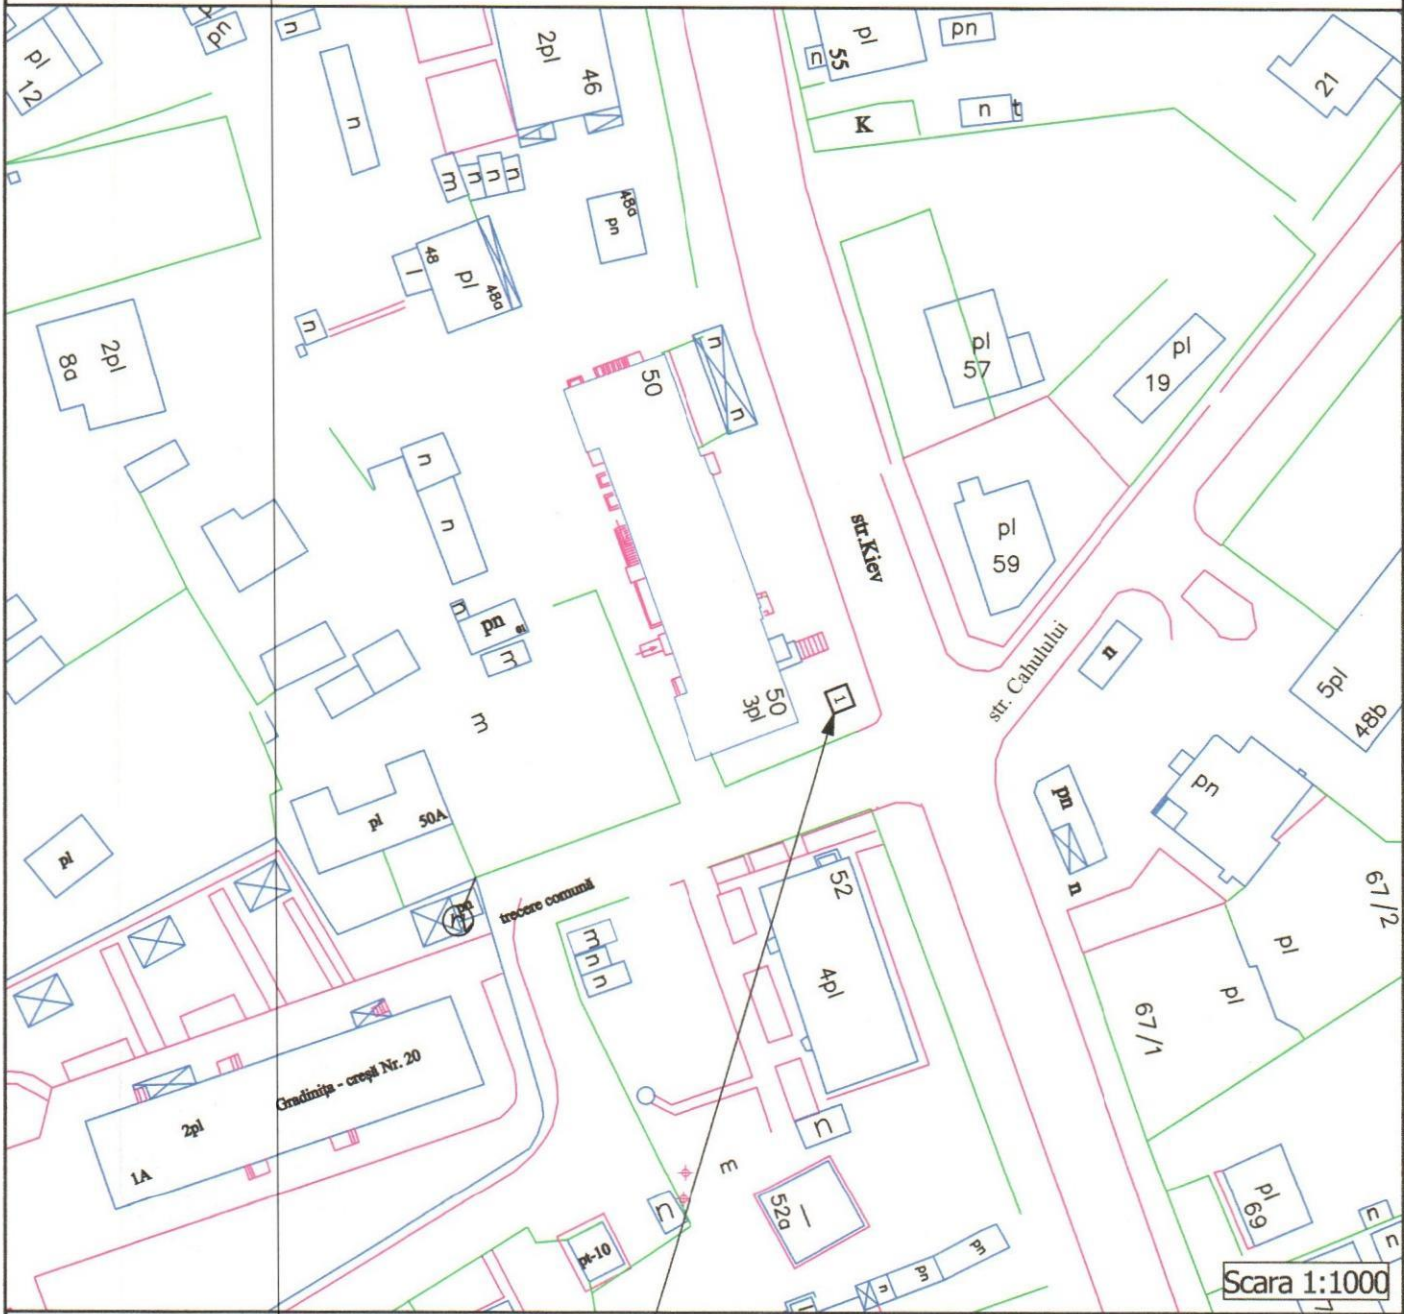 pl
12
pn
n
n
2pl
46
n
55
pl
pn
n
t
K
21
m
n
n
n
48a
pn
48
l
pl
48a
n
2pl
8a
50
n
n
pl
57
pl
19
n
n
str.Kiev
pl
59
n
pn
m
m
50
3pl
1
str. Cahulului
n
5pl
48b
pn
pn
n
pl
50A
pl
pn
trecere comună
52
4pl
m
n
n
67/2
pl
pl
67/1
Gradinița - creșă Nr. 20
2pl
1A
n
m
n
52a
l
pt-10
pn
pn
n
pl
69
n
n
Scara 1:1000